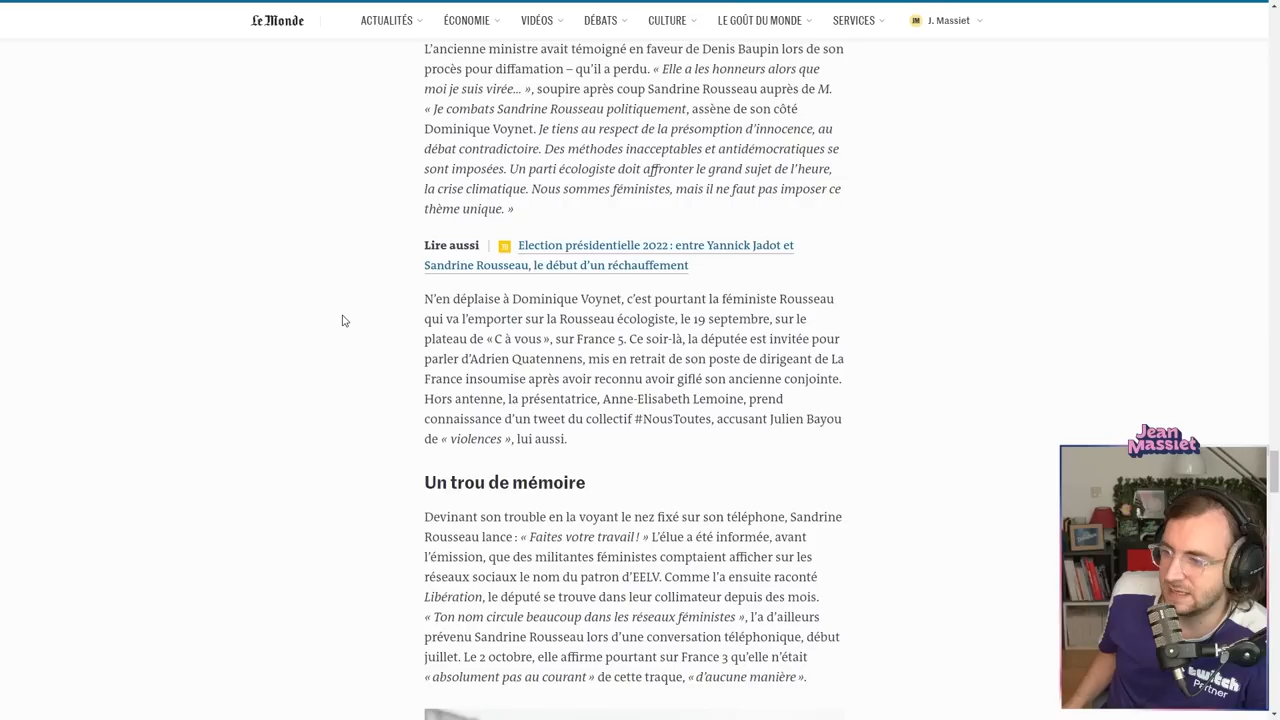 Le Monde
ACTUALITÉS ÉCONOMIE VIDÉOS DÉBATS CULTURE LE GOÛT DU MONDE SERVICES JM J. Massiet
L’ancienne ministre avait témoigné en faveur de Denis Baupin lors de son
procès pour diffamation – qu’il a perdu. « Elle a les honneurs alors que
moi je suis virée… », soupire après coup Sandrine Rousseau auprès de M.
« Je combats Sandrine Rousseau politiquement, assène de son côté
Dominique Voynet. Je tiens au respect de la présomption d’innocence, au
débat contradictoire. Des méthodes inacceptables et antidémocratiques se
sont imposées. Un parti écologiste doit affronter le grand sujet de l’heure,
la crise climatique. Nous sommes féministes, mais il ne faut pas imposer ce
thème unique. »
Lire aussi | Election présidentielle 2022 : entre Yannick Jadot et
Sandrine Rousseau, le début d’un réchauffement
N’en déplaise à Dominique Voynet, c’est pourtant la féministe Rousseau
qui va l’emporter sur la Rousseau écologiste, le 19 septembre, sur le
plateau de « C à vous », sur France 5. Ce soir-là, la députée est invitée pour
parler d’Adrien Quatennens, mis en retrait de son poste de dirigeant de La
France insoumise après avoir reconnu avoir giflé son ancienne conjointe.
Hors antenne, la présentatrice, Anne-Elisabeth Lemoine, prend
connaissance d’un tweet du collectif #NousToutes, accusant Julien Bayou
de « violences », lui aussi.
Un trou de mémoire
Devinant son trouble en la voyant le nez fixé sur son téléphone, Sandrine
Rousseau lance : « Faites votre travail ! » L’élue a été informée, avant
l’émission, que des militantes féministes comptaient afficher sur les
réseaux sociaux le nom du patron d’EELV. Comme l’a ensuite raconté
Libération, le député se trouve dans leur collimateur depuis des mois.
« Ton nom circule beaucoup dans les réseaux féministes », l’a d’ailleurs
prévenu Sandrine Rousseau lors d’une conversation téléphonique, début
juillet. Le 2 octobre, elle affirme pourtant sur France 3 qu’elle n’était
« absolument pas au courant » de cette traque, « d’aucune manière ».
Jean
Massiet
twitch
Partner